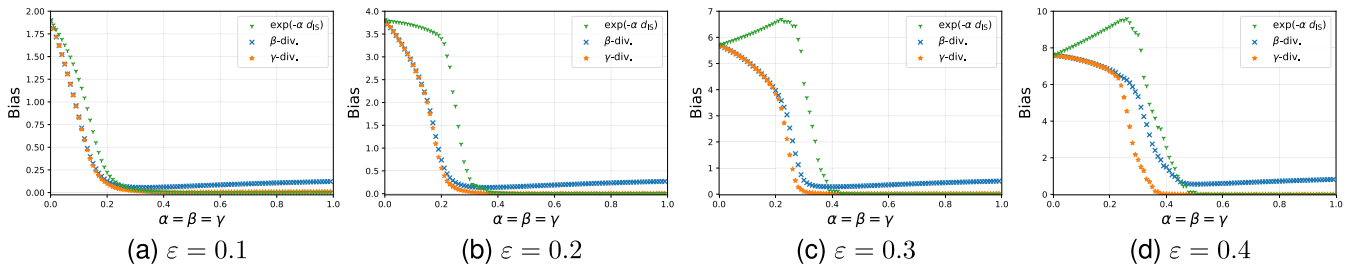 2.00
1.75
1.50
1.25
1.00
0.75
0.50
0.25
0.00
Bias
exp(-α d_IS)
β-div.
γ-div.
0.0 0.2 0.4 0.6 0.8 1.0
α = β = γ
(a) ε = 0.1
4.0
3.5
3.0
2.5
2.0
1.5
1.0
0.5
0.0
Bias
exp(-α d_IS)
β-div.
γ-div.
0.0 0.2 0.4 0.6 0.8 1.0
α = β = γ
(b) ε = 0.2
7
6
5
4
3
2
1
0
Bias
exp(-α d_IS)
β-div.
γ-div.
0.0 0.2 0.4 0.6 0.8 1.0
α = β = γ
(c) ε = 0.3
10
8
6
4
2
0
Bias
exp(-α d_IS)
β-div.
γ-div.
0.0 0.2 0.4 0.6 0.8 1.0
α = β = γ
(d) ε = 0.4